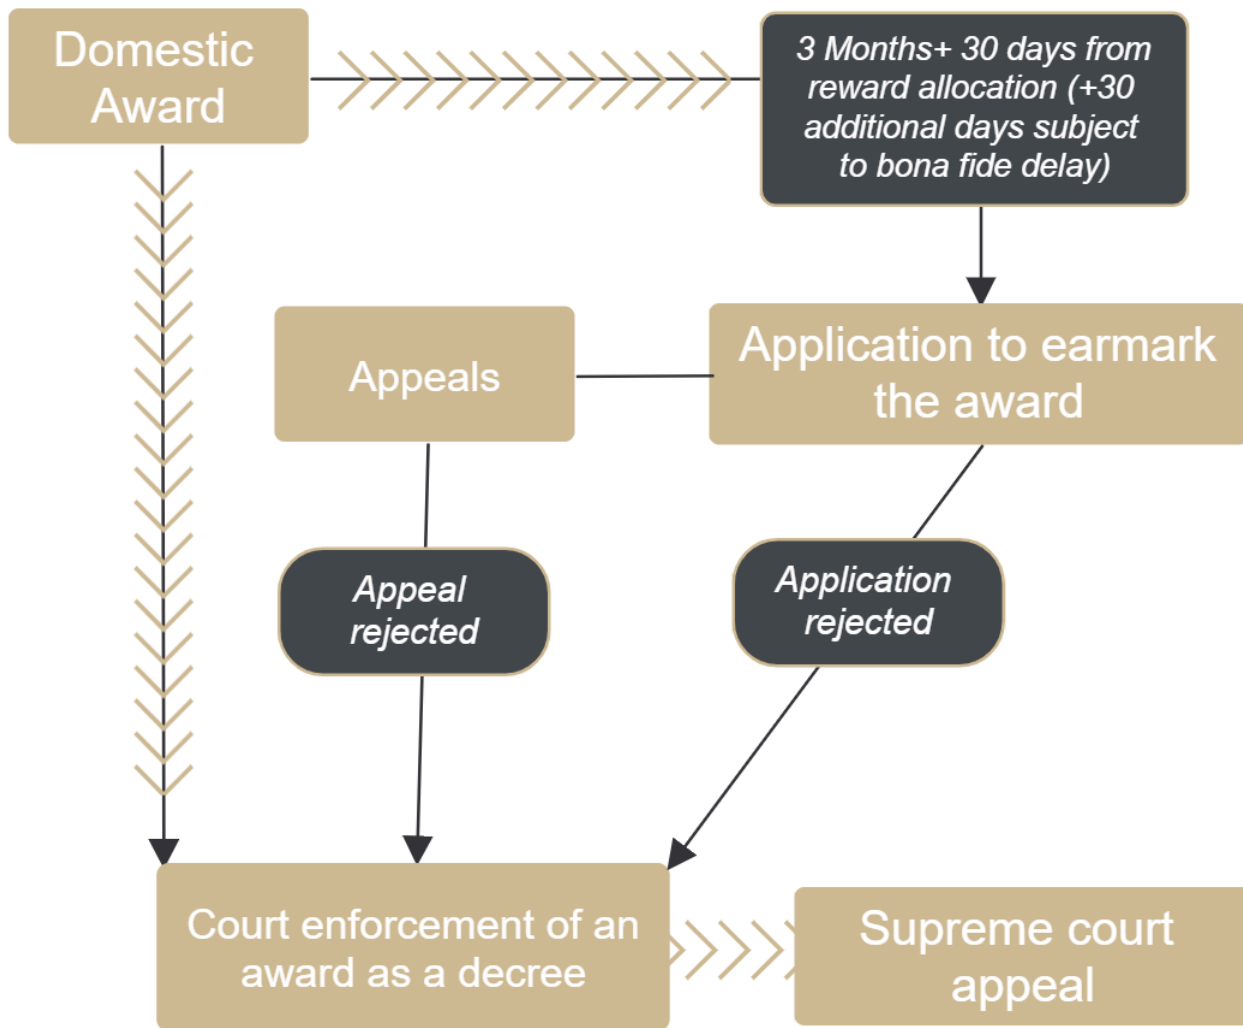 Domestic
Award
3 Months+ 30 days from
reward allocation (+30
additional days subject
to bona fide delay)
Appeals
Application to earmark
the award
Appeal
rejected
Application
rejected
Court enforcement of an
award as a decree
Supreme court
appeal